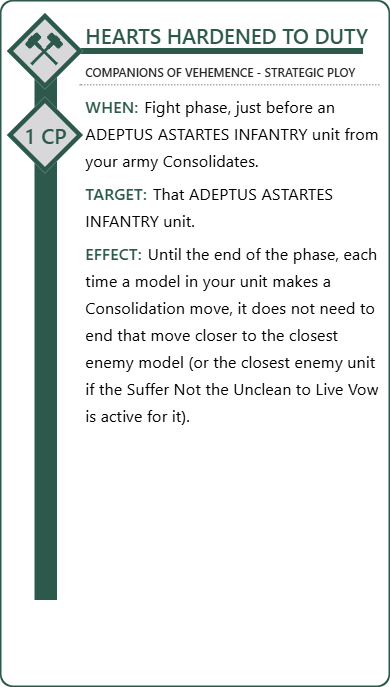 HEARTS HARDENED TO DUTY
COMPANIONS OF VEHEMENCE - STRATEGIC PLOY
1 CP
WHEN: Fight phase, just before an
ADEPTUS ASTARTES INFANTRY unit from
your army Consolidates.
TARGET: That ADEPTUS ASTARTES
INFANTRY unit.
EFFECT: Until the end of the phase, each
time a model in your unit makes a
Consolidation move, it does not need to
end that move closer to the closest
enemy model (or the closest enemy unit
if the Suffer Not the Unclean to Live Vow
is active for it).